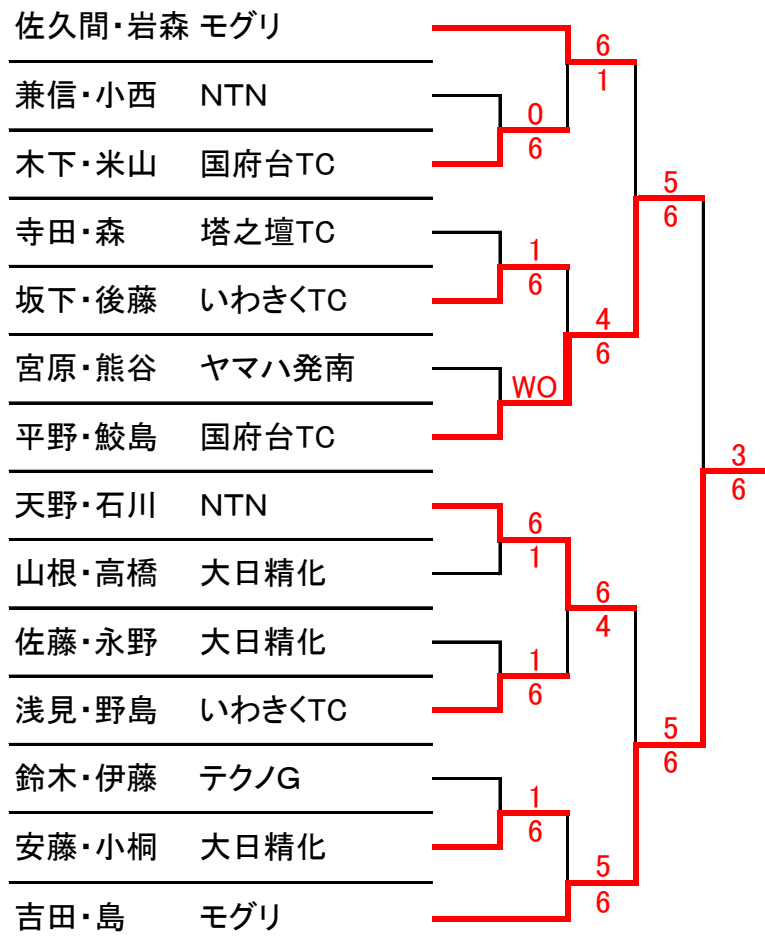 佐久間・岩森 モグリ
6
1
兼信・小西 NTN
0
6
木下・米山 国府台TC
5
6
寺田・森 塔之壇TC
1
6
坂下・後藤 いわきくTC
4
6
宮原・熊谷 ヤマハ発南
WO
平野・鮫島 国府台TC
3
6
天野・石川 NTN
6
1
山根・高橋 大日精化
6
4
佐藤・永野 大日精化
1
6
浅見・野島 いわきくTC
5
6
鈴木・伊藤 テクノG
1
6
安藤・小桐 大日精化
5
6
吉田・島 モグリ